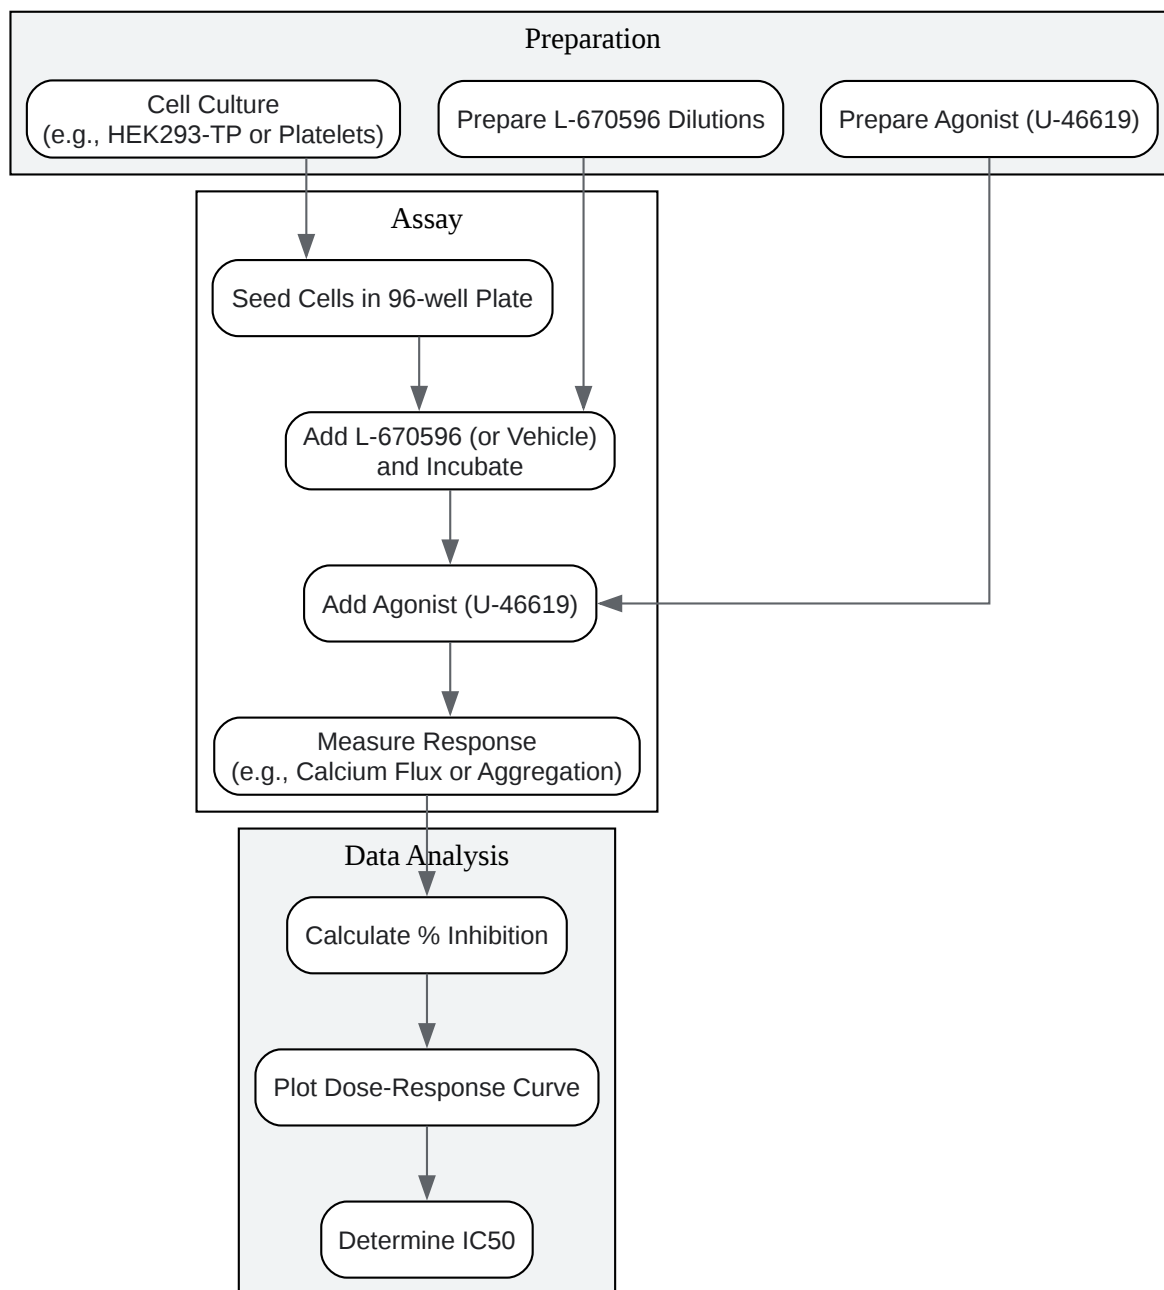 Preparation
Cell Culture
(e.g., HEK293-TP or Platelets)
Prepare L-670596 Dilutions
Prepare Agonist (U-46619)
Assay
Seed Cells in 96-well Plate
Add L-670596 (or Vehicle)
and Incubate
Add Agonist (U-46619)
Measure Response
(e.g., Calcium Flux or Aggregation)
Data Analysis
Calculate % Inhibition
Plot Dose-Response Curve
Determine IC50